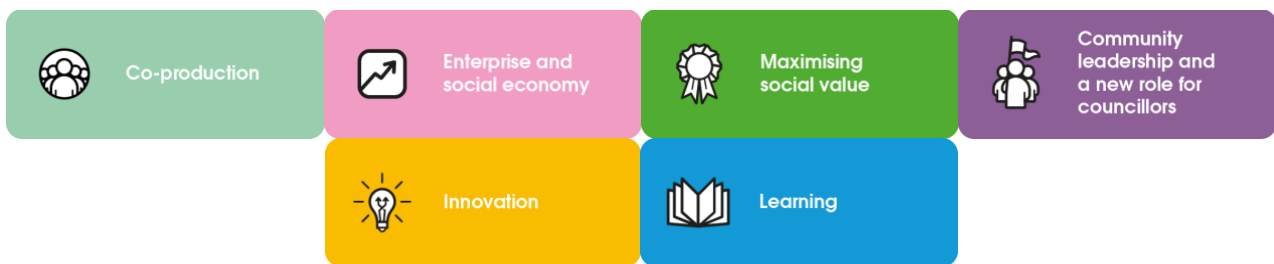 Co-production
Enterprise and
social economy
Maximising
social value
Community
leadership and
a new role for
councillors
Innovation
Learning